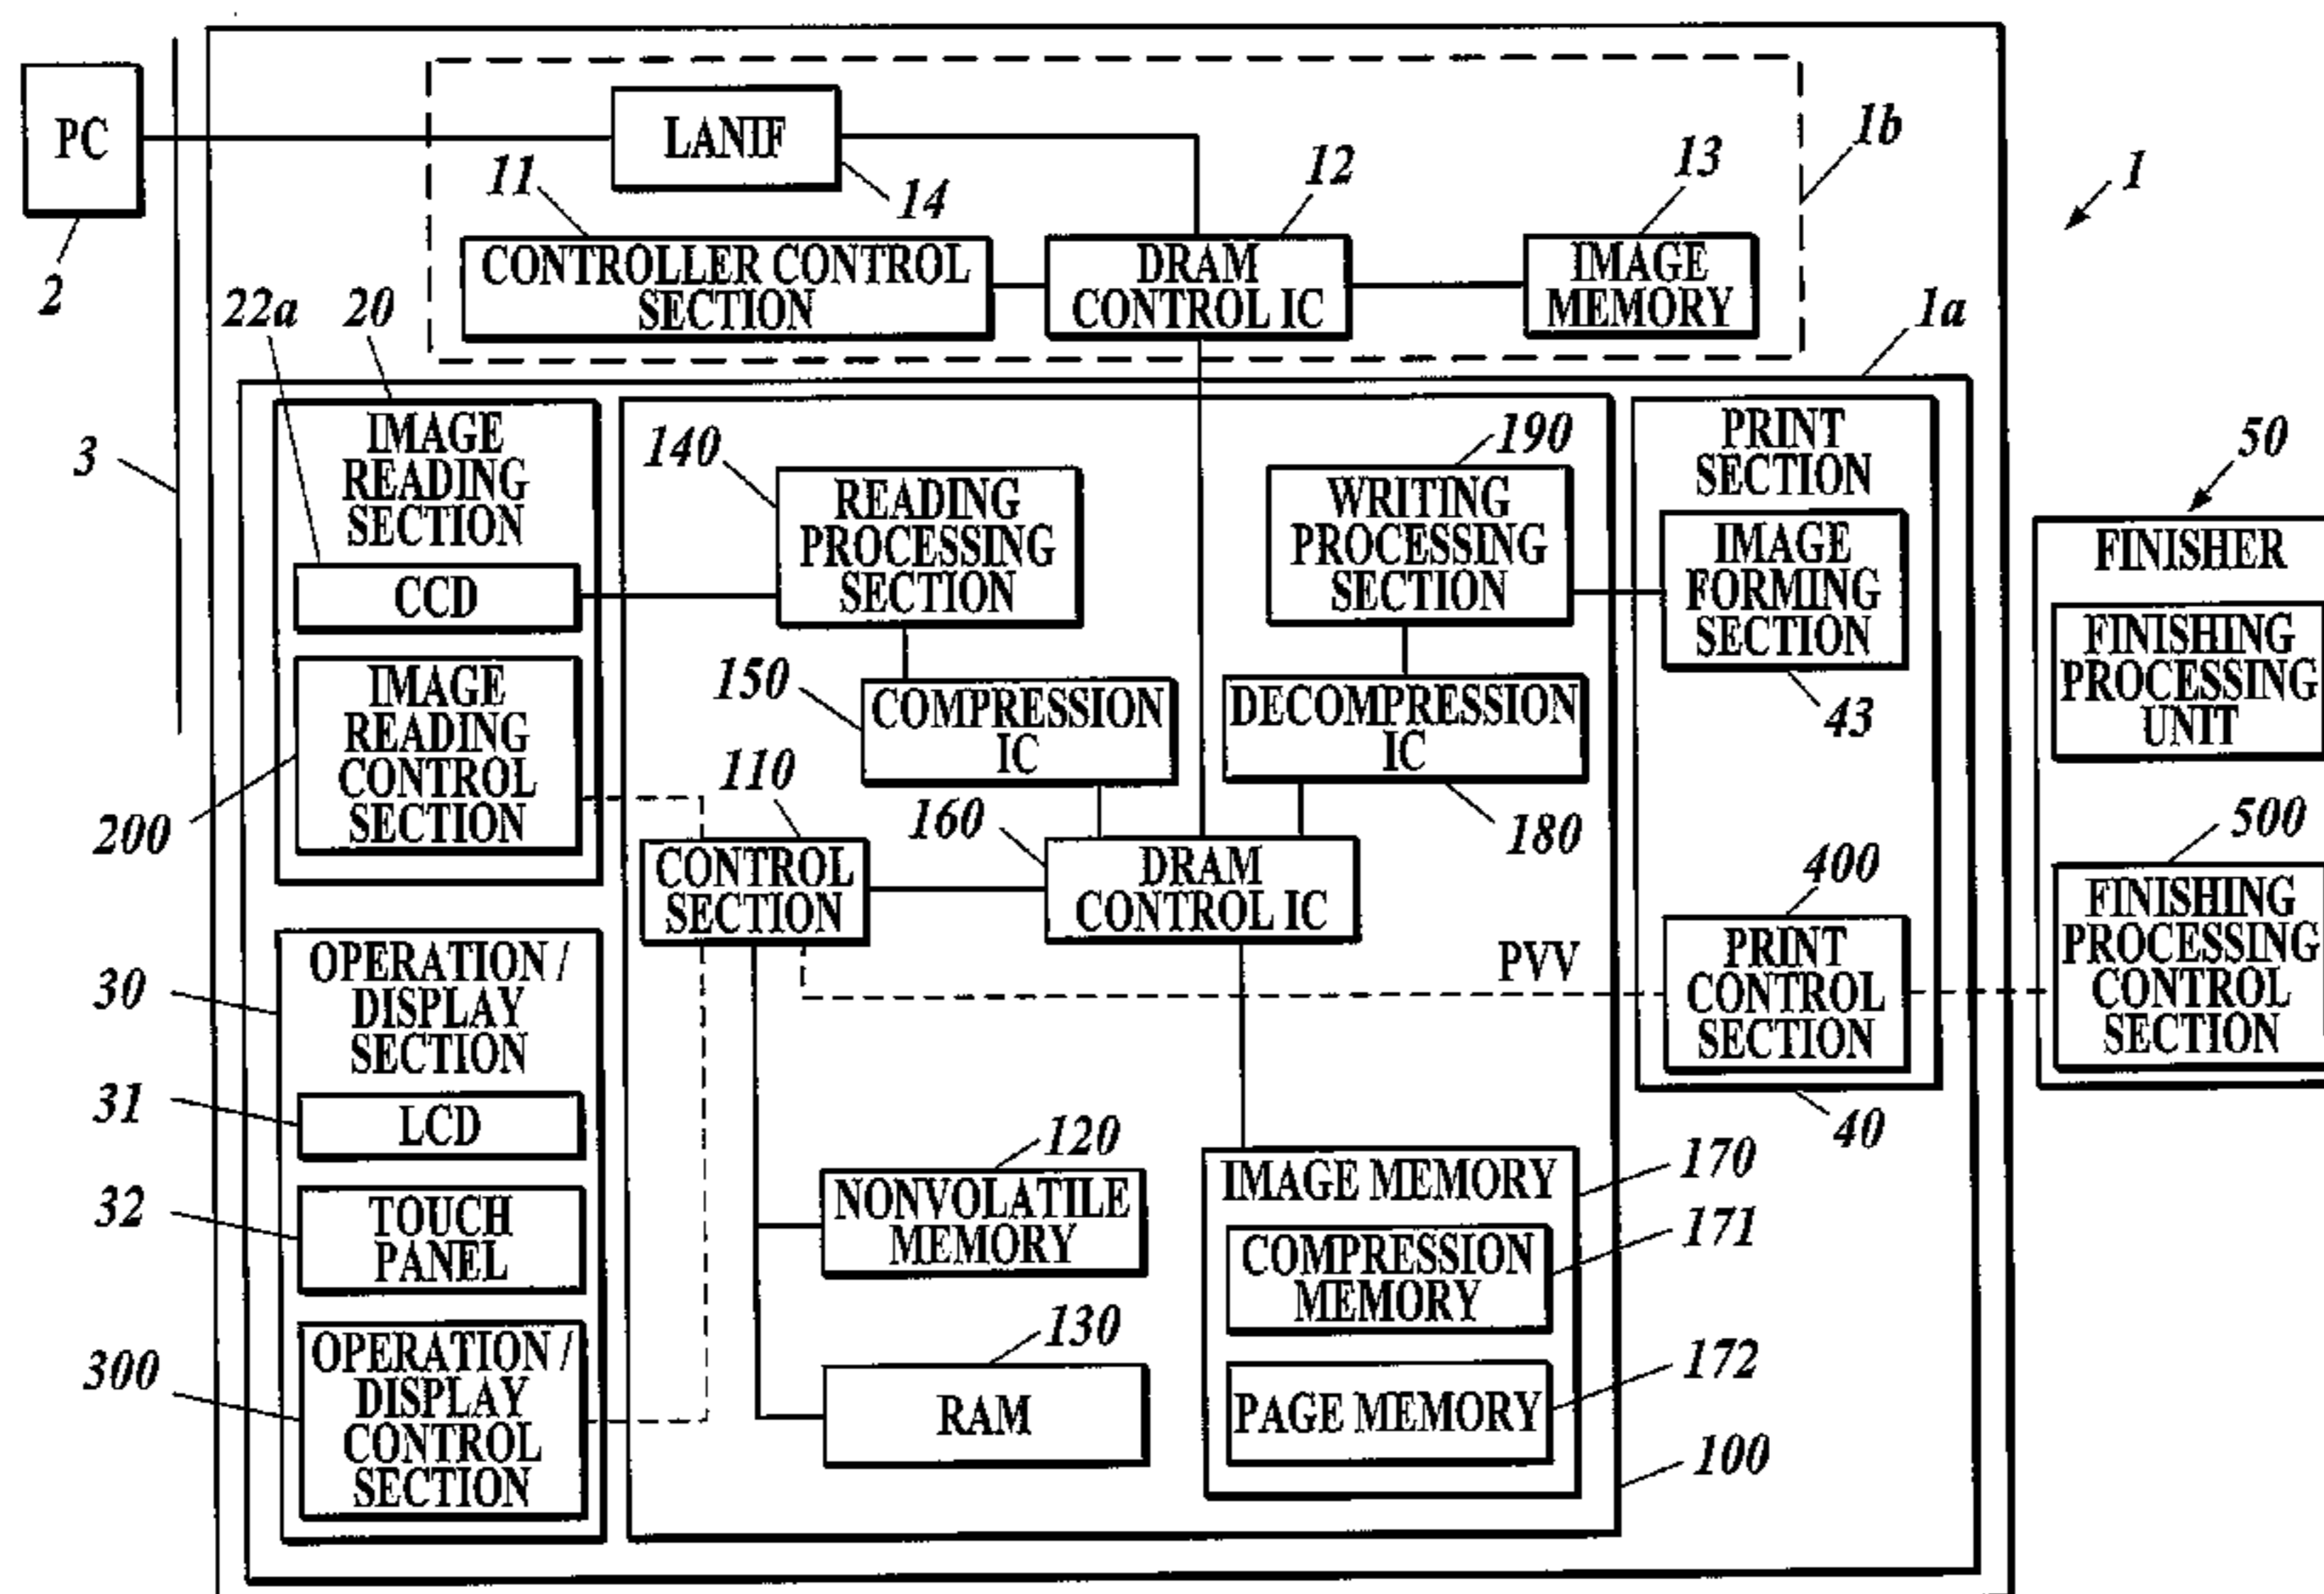 PC
2
3
LANIF
14
11
CONTROLLER CONTROL
SECTION
12
DRAM
CONTROL IC
13
IMAGE
MEMORY
1b
1
1a
22a
20
IMAGE
READING
SECTION
CCD
IMAGE
READING
CONTROL
SECTION
200
30
OPERATION /
DISPLAY
SECTION
31
LCD
32
TOUCH
PANEL
300
OPERATION /
DISPLAY
CONTROL
SECTION
140
READING
PROCESSING
SECTION
190
WRITING
PROCESSING
SECTION
150
COMPRESSION
IC
DECOMPRESSION
IC
180
110
CONTROL
SECTION
160
DRAM
CONTROL IC
PVV
120
NONVOLATILE
MEMORY
130
RAM
IMAGE MEMORY
170
COMPRESSION
MEMORY
171
PAGE MEMORY
172
100
PRINT
SECTION
IMAGE
FORMING
SECTION
43
400
PRINT
CONTROL
SECTION
40
50
FINISHER
FINISHING
PROCESSING
UNIT
500
FINISHING
PROCESSING
CONTROL
SECTION